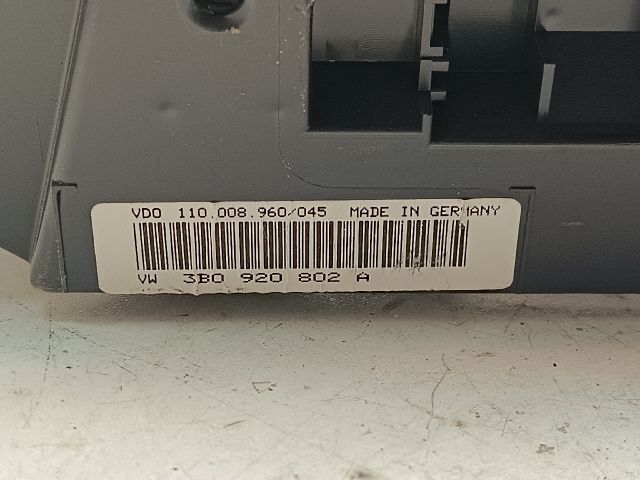 VDO 110.008.960/045 MADE IN GERMANY
VW 3B0 920 802 A